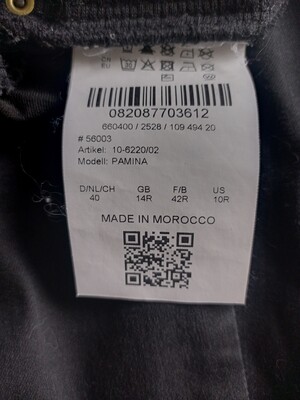 082087703612
660400 / 2528 / 109 494 20
# 56003
Artikel: 10-6220/02
Modell: PAMINA
D/NL/CH GB F/B US
40 14R 42R 10R
MADE IN MOROCCO